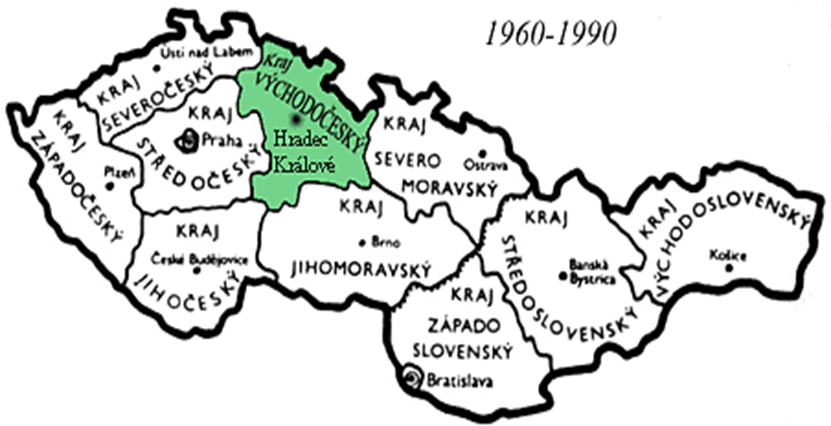 1960-1990
Ústí nad Labem
KRAJ
SEVEROČESKÝ
Kraj
VÝCHODOČESKÝ
Hradec
Králové
KRAJ
Praha
STŘEDOČESKÝ
KRAJ
ZÁPADOČESKÝ
Plzeň
KRAJ
SEVERO
MORAVSKÝ
Ostrava
KRAJ
České Budějovice
JIHOČESKÝ
KRAJ
Brno
JIHOMORAVSKÝ
KRAJ
STŘEDOSLOVENSKÝ
Banská
Bystrica
KRAJ
VÝCHODOSLOVENSKÝ
Košice
KRAJ
ZÁPADO
SLOVENSKÝ
Bratislava